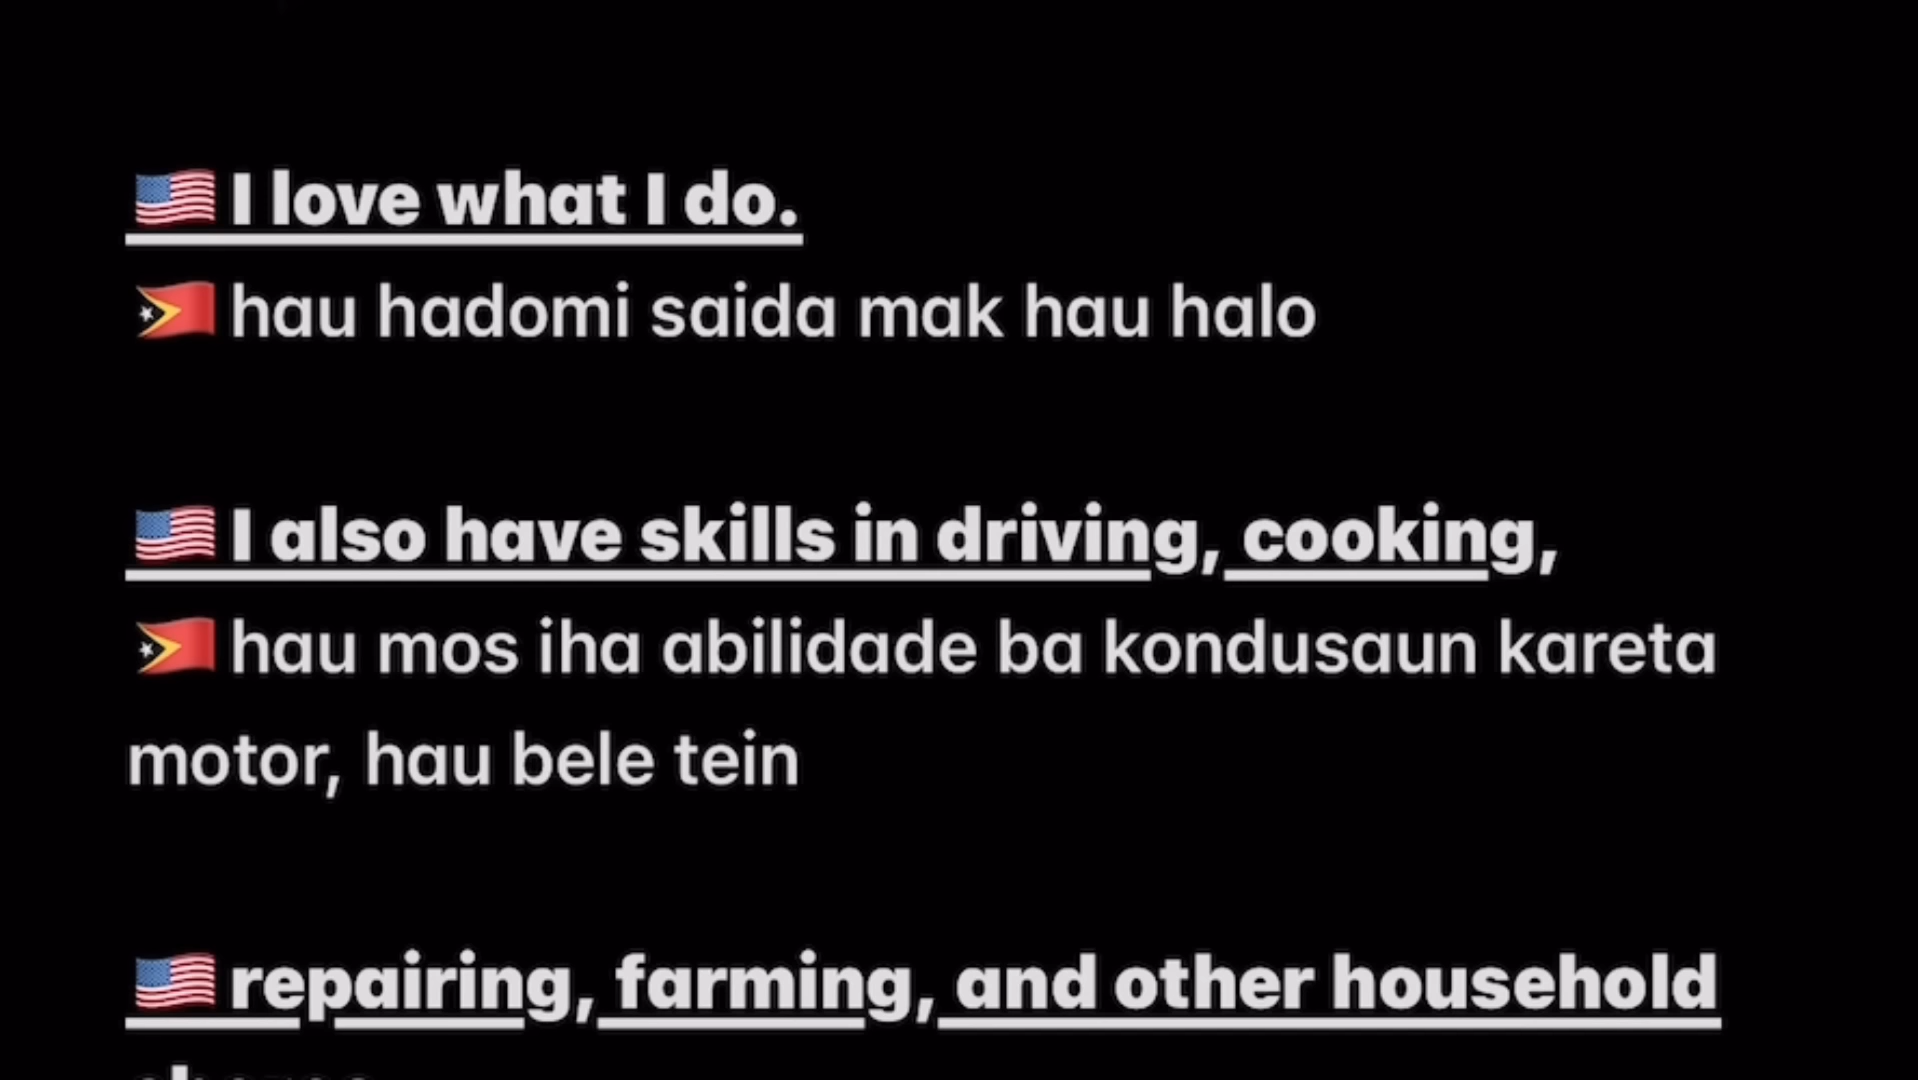 🇺🇸 I love what I do.
🇹🇱 hau hadomi saida mak hau halo
🇺🇸 I also have skills in driving, cooking,
🇹🇱 hau mos iha abilidade ba kondusaun kareta
motor, hau bele tein
🇺🇸 repairing, farming, and other household